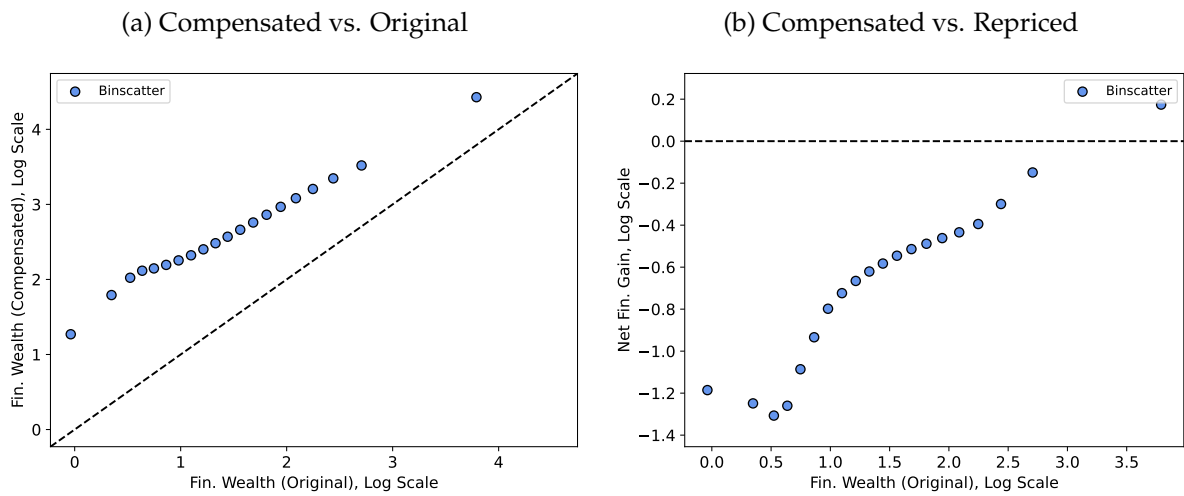 (a) Compensated vs. Original
Binscatter
Fin. Wealth (Compensated), Log Scale
4
3
2
1
0
0 1 2 3 4
Fin. Wealth (Original), Log Scale
(b) Compensated vs. Repriced
Binscatter
Net Fin. Gain, Log Scale
0.2
0.0
−0.2
−0.4
−0.6
−0.8
−1.0
−1.2
−1.4
0.0 0.5 1.0 1.5 2.0 2.5 3.0 3.5
Fin. Wealth (Original), Log Scale